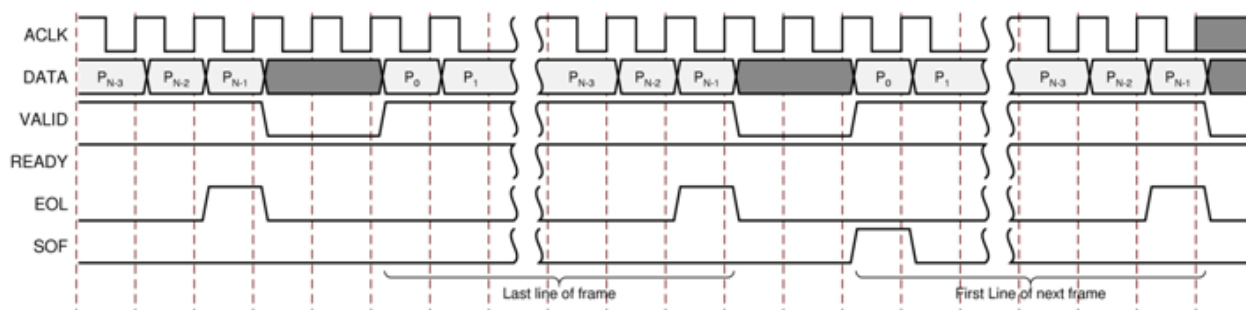 ACLK
DATA P_N-3 P_N-2 P_N-1 P_0 P_1 P_N-3 P_N-2 P_N-1 P_0 P_1 P_N-3 P_N-2 P_N-1
VALID
READY
EOL
SOF
Last line of frame First Line of next frame